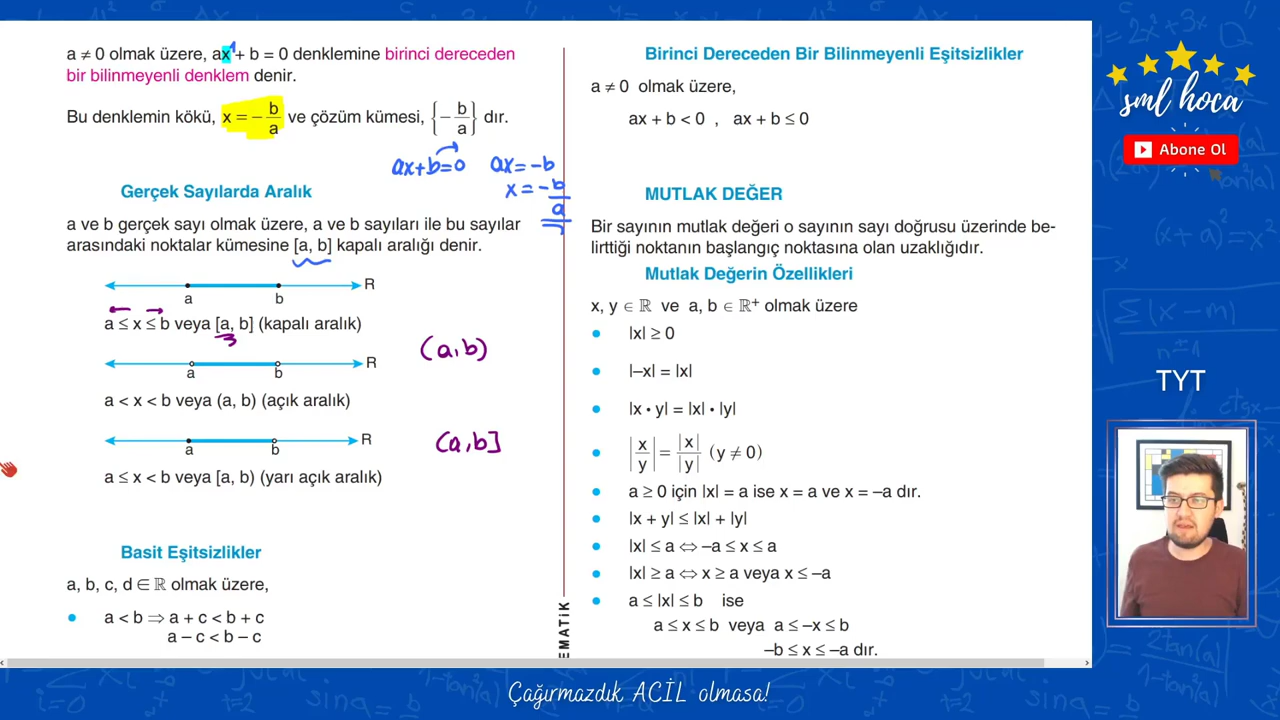 a ≠ 0 olmak üzere, ax¹ + b = 0 denklemine birinci dereceden
bir bilinmeyenli denklem denir.
Bu denklemin kökü, x = – b/a ve çözüm kümesi, {– b/a} dır.
ax+b=0 ax=-b
x = -b/a
Gerçek Sayılarda Aralık
a ve b gerçek sayı olmak üzere, a ve b sayıları ile bu sayılar
arasındaki noktalar kümesine [a, b] kapalı aralığı denir.
a b R
a ≤ x ≤ b veya [a, b] (kapalı aralık)
(a,b)
a b R
a < x < b veya (a, b) (açık aralık)
(a,b]
a b R
a ≤ x < b veya [a, b) (yarı açık aralık)
Basit Eşitsizlikler
a, b, c, d ∈ ℝ olmak üzere,
• a < b ⇒ a + c < b + c
a – c < b – c
EMATİK
Birinci Dereceden Bir Bilinmeyenli Eşitsizlikler
a ≠ 0 olmak üzere,
ax + b < 0 , ax + b ≤ 0
MUTLAK DEĞER
Bir sayının mutlak değeri o sayının sayı doğrusu üzerinde be-
lirttiği noktanın başlangıç noktasına olan uzaklığıdır.
Mutlak Değerin Özellikleri
x, y ∈ ℝ ve a, b ∈ ℝ⁺ olmak üzere
• |x| ≥ 0
• |–x| = |x|
• |x • y| = |x| • |y|
• |x/y| = |x|/|y| (y ≠ 0)
• a ≥ 0 için |x| = a ise x = a ve x = –a dır.
• |x + y| ≤ |x| + |y|
• |x| ≤ a ⇔ –a ≤ x ≤ a
• |x| ≥ a ⇔ x ≥ a veya x ≤ –a
• a ≤ |x| ≤ b ise
a ≤ x ≤ b veya a ≤ –x ≤ b
–b ≤ x ≤ –a dır.
sml hoca
Abone Ol
TYT
Çağırmazdık ACİL olmasa!